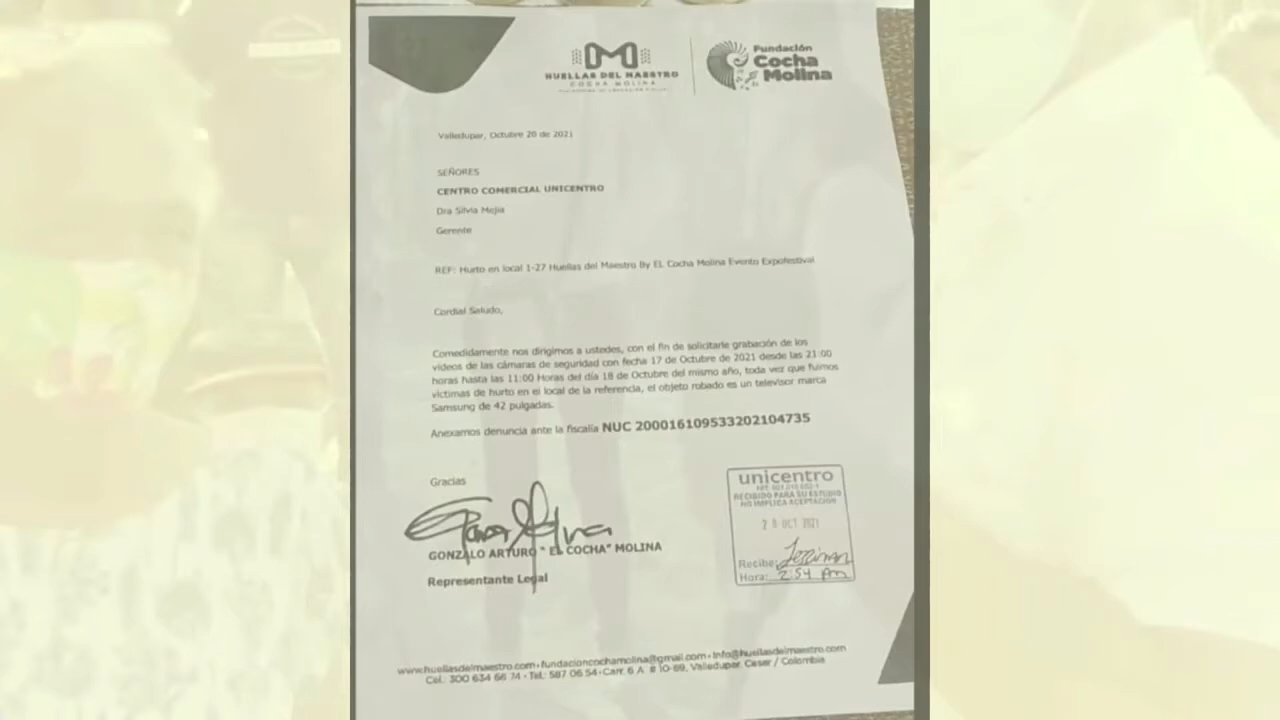 HUELLAS DEL MAESTRO
COCHA MOLINA
Fundación
Cocha
Molina
Valledupar, Octubre 20 de 2021
SEÑORES
CENTRO COMERCIAL UNICENTRO
Dra Silvia Mejia
Gerente
REF: Hurto en local 1-27 Huellas del Maestro By EL Cocha Molina Evento Expofestival
Cordial Saludo,
Comedidamente nos dirigimos a ustedes, con el fin de solicitarle grabación de los
videos de las cámaras de seguridad con fecha 17 de Octubre de 2021 desde las 21:00
horas hasta las 11:00 Horas del día 18 de Octubre del mismo año, toda vez que fuimos
víctimas de hurto en el local de la referencia, el objeto robado es un televisor marca
Samsung de 42 pulgadas.
Anexamos denuncia ante la fiscalía NUC 200016109533202104735
Gracias
GONZALO ARTURO " EL COCHA" MOLINA
Representante Legal
unicentro
RECIBIDO PARA SU ESTUDIO
NO IMPLICA ACEPTACION
20 OCT 2021
Recibe:
Hora: 2:54 pm
www.huellasdelmaestro.com • fundacioncochamolina@gmail.com • Info@huellasdelmaestro.com
Cel.: 300 634 66 74 • Tel.: 587 06 54 • Carr. 6 A # 10-69, Valledupar, Cesar / Colombia